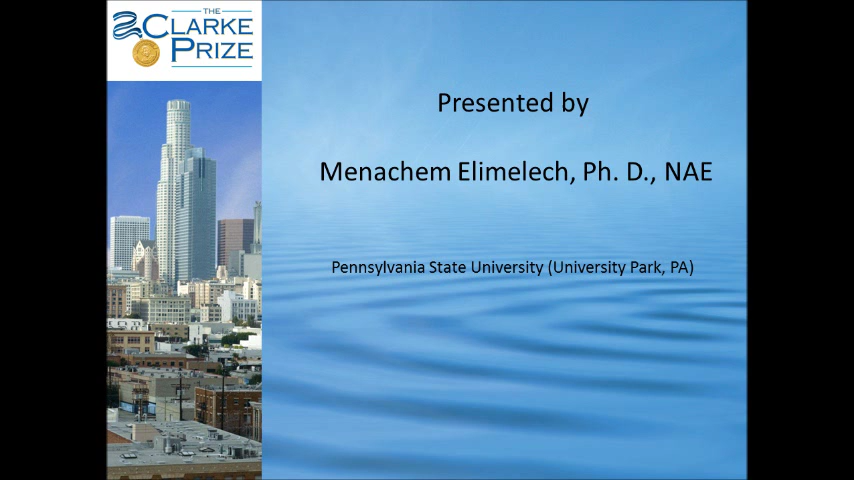 THE
CLARKE
PRIZE
Presented by
Menachem Elimelech, Ph. D., NAE
Pennsylvania State University (University Park, PA)